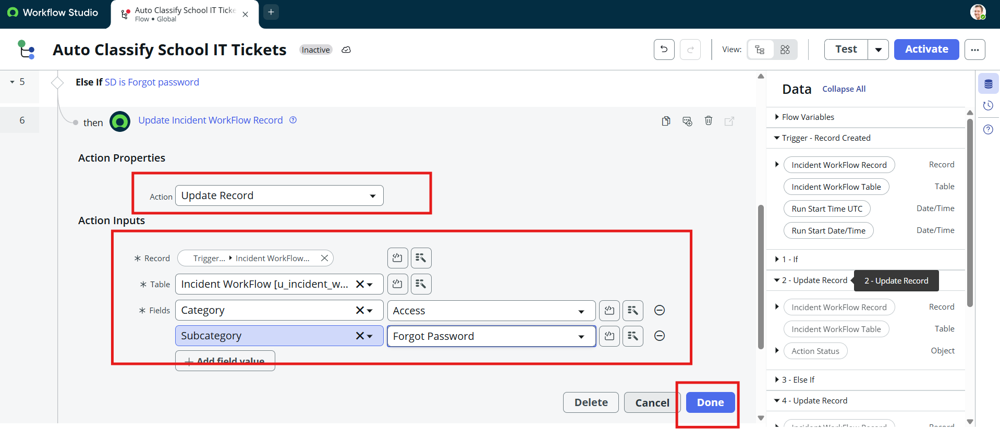 Workflow Studio
Auto Classify School IT Ticke
Flow • Global
Auto Classify School IT Tickets
Inactive
View:
Test
Activate
5
Else If SD is Forgot password
6
then
Update Incident WorkFlow Record
Action Properties
Action
Update Record
Action Inputs
Record
Trigger...
Incident WorkFlow...
Table
Incident WorkFlow [u_incident_w...
Fields
Category
Access
Subcategory
Forgot Password
Add field value
Delete
Cancel
Done
Data
Collapse All
Flow Variables
Trigger - Record Created
Incident WorkFlow Record
Record
Incident WorkFlow Table
Table
Run Start Time UTC
Date/Time
Run Start Date/Time
Date/Time
1 - If
2 - Update Record
2 - Update Record
Incident WorkFlow Record
Record
Incident WorkFlow Table
Table
Action Status
Object
3 - Else If
4 - Update Record
Incident WorkFlow Record
Record